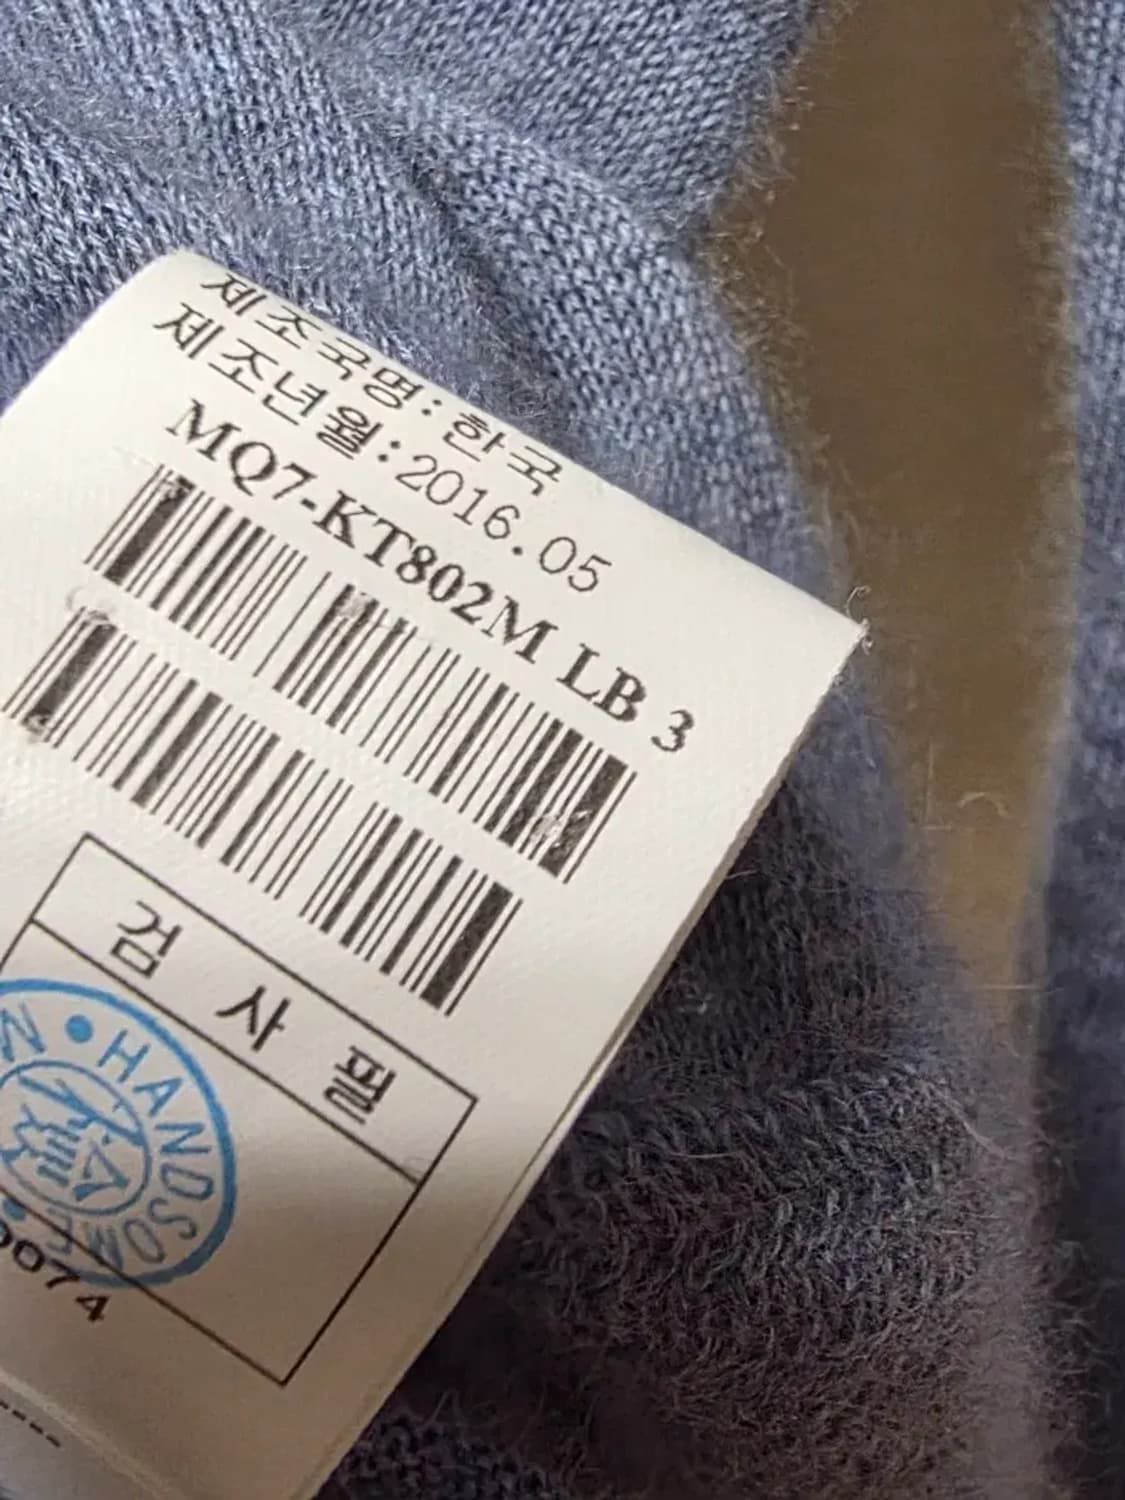 제조국명:한국
제조년월:2016.05
MQ7-KT802M LB 3
검 사 필
HANDSOME
0074